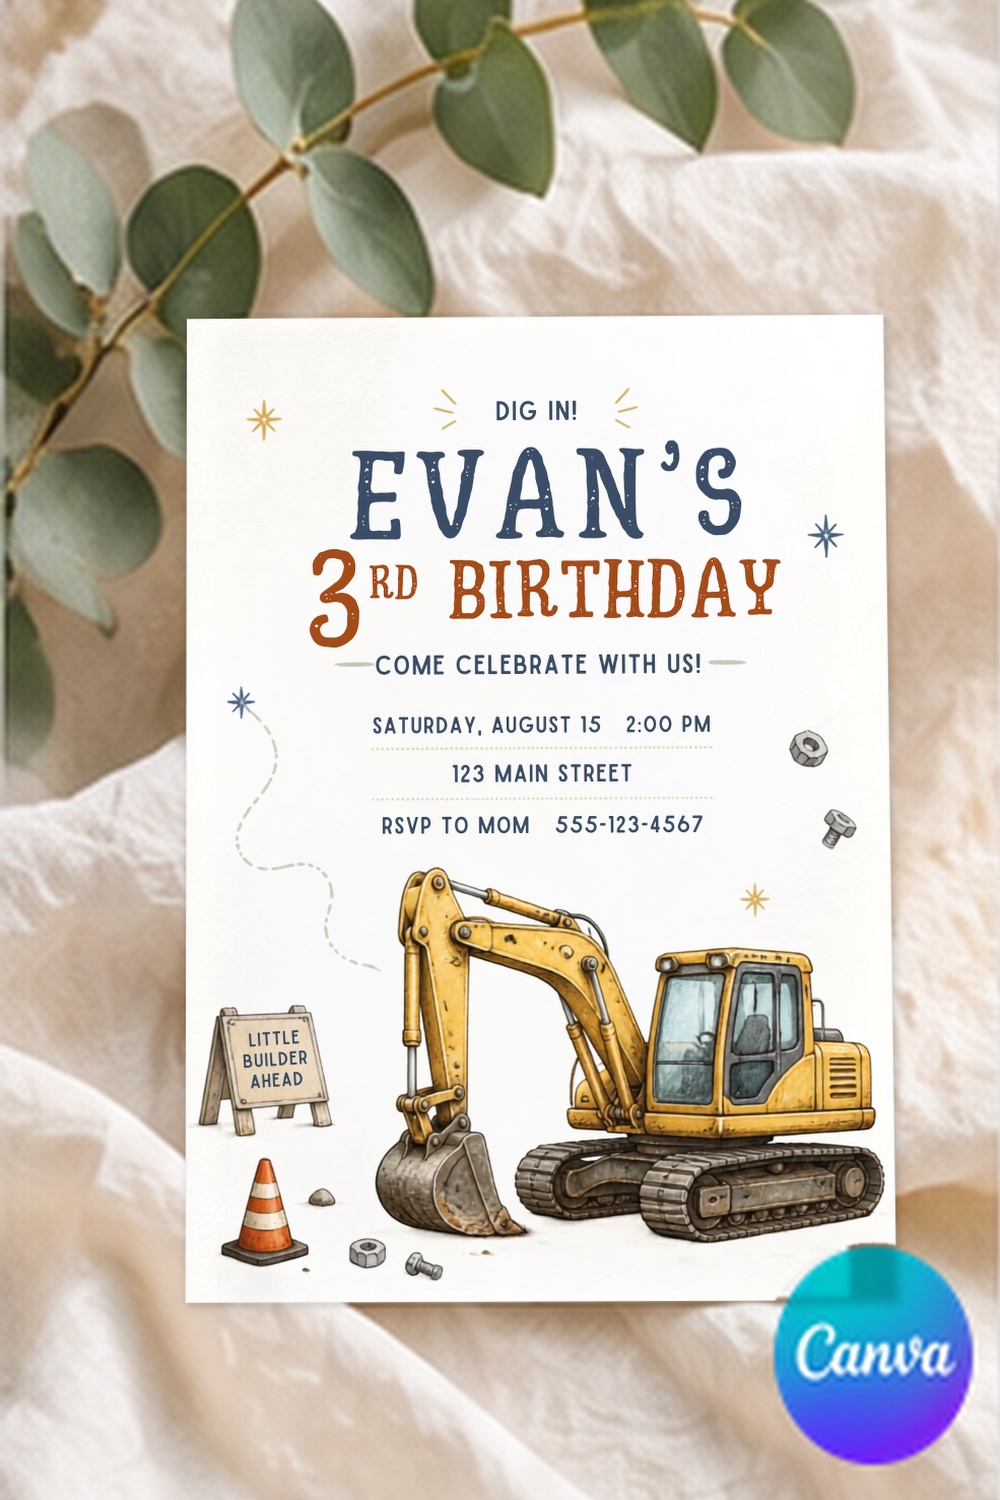 DIG IN!
EVAN'S
3RD BIRTHDAY
COME CELEBRATE WITH US!
SATURDAY, AUGUST 15 2:00 PM
123 MAIN STREET
RSVP TO MOM 555-123-4567
LITTLE
BUILDER
AHEAD
Canva